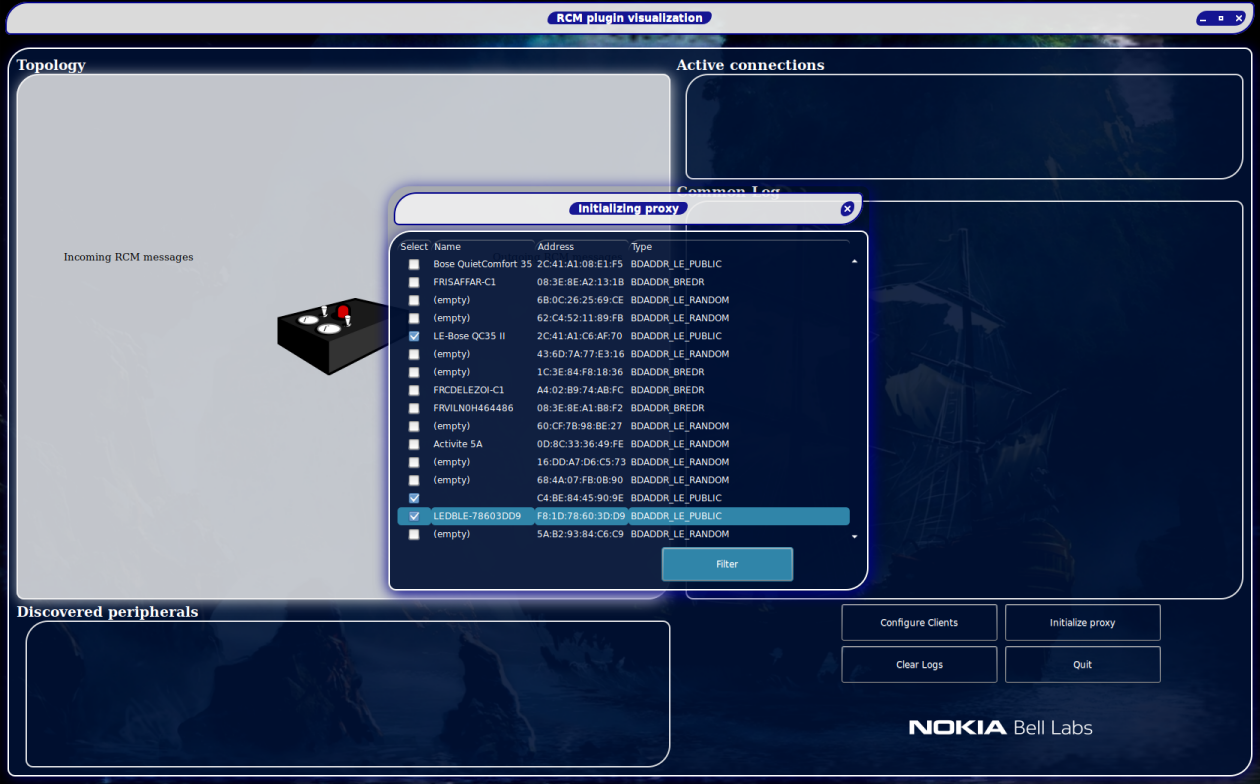 RCM plugin visualization
Topology
Active connections
Incoming RCM messages
Common Log
Initializing proxy
Select Name Address Type
Bose QuietComfort 35 2C:41:A1:08:E1:F5 BDADDR_LE_PUBLIC
FRISAFFAR-C1 08:3E:8E:A2:13:1B BDADDR_BREDR
(empty) 6B:0C:26:25:69:CE BDADDR_LE_RANDOM
(empty) 62:C4:52:11:89:FB BDADDR_LE_RANDOM
LE-Bose QC35 II 2C:41:A1:C6:AF:70 BDADDR_LE_PUBLIC
(empty) 43:6D:7A:77:E3:16 BDADDR_LE_RANDOM
(empty) 1C:3E:84:F8:18:36 BDADDR_BREDR
FRCDELEZOI-C1 A4:02:B9:74:AB:FC BDADDR_BREDR
FRVILN0H464486 08:3E:8E:A1:B8:F2 BDADDR_BREDR
(empty) 60:CF:7B:98:BE:27 BDADDR_LE_RANDOM
Activite 5A 0D:8C:33:36:49:FE BDADDR_LE_RANDOM
(empty) 16:DD:A7:D6:C5:73 BDADDR_LE_RANDOM
(empty) 68:4A:07:FB:0B:90 BDADDR_LE_RANDOM
C4:BE:84:45:90:9E BDADDR_LE_PUBLIC
LEDBLE-78603DD9 F8:1D:78:60:3D:D9 BDADDR_LE_PUBLIC
(empty) 5A:B2:93:84:C6:C9 BDADDR_LE_RANDOM
Filter
Discovered peripherals
Configure Clients
Initialize proxy
Clear Logs
Quit
NOKIA Bell Labs